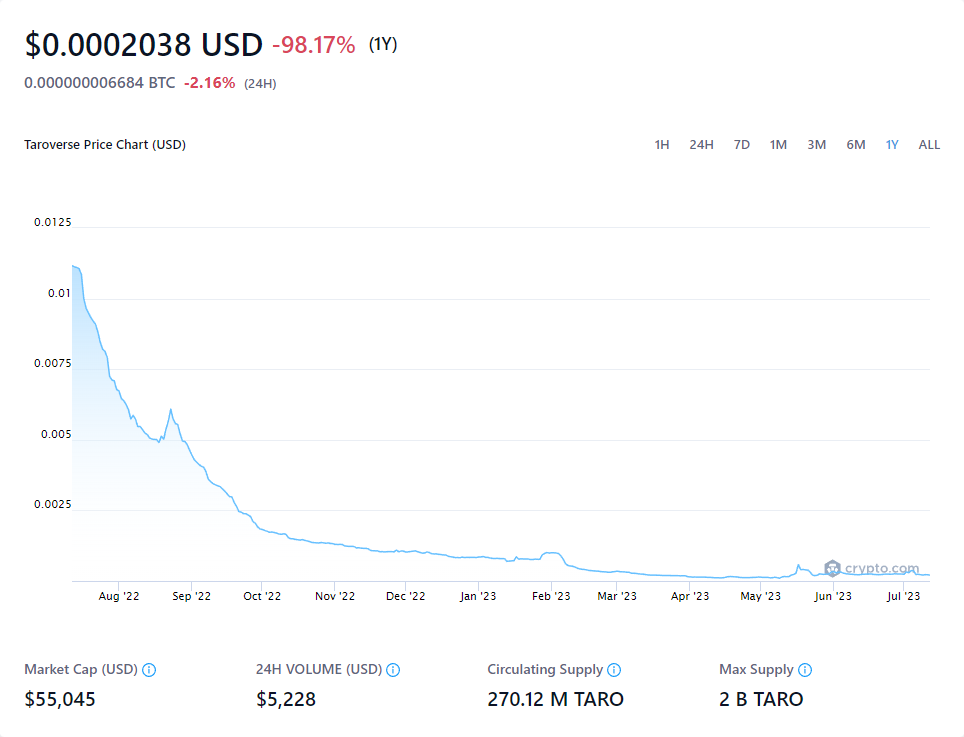 $0.0002038 USD -98.17% (1Y)
0.000000006684 BTC -2.16% (24H)
Taroverse Price Chart (USD) 1H 24H 7D 1M 3M 6M 1Y ALL
0.0125
0.01
0.0075
0.005
0.0025
crypto.com
Aug '22 Sep '22 Oct '22 Nov '22 Dec '22 Jan '23 Feb '23 Mar '23 Apr '23 May '23 Jun '23 Jul '23
Market Cap (USD) 24H VOLUME (USD) Circulating Supply Max Supply
$55,045 $5,228 270.12 M TARO 2 B TARO